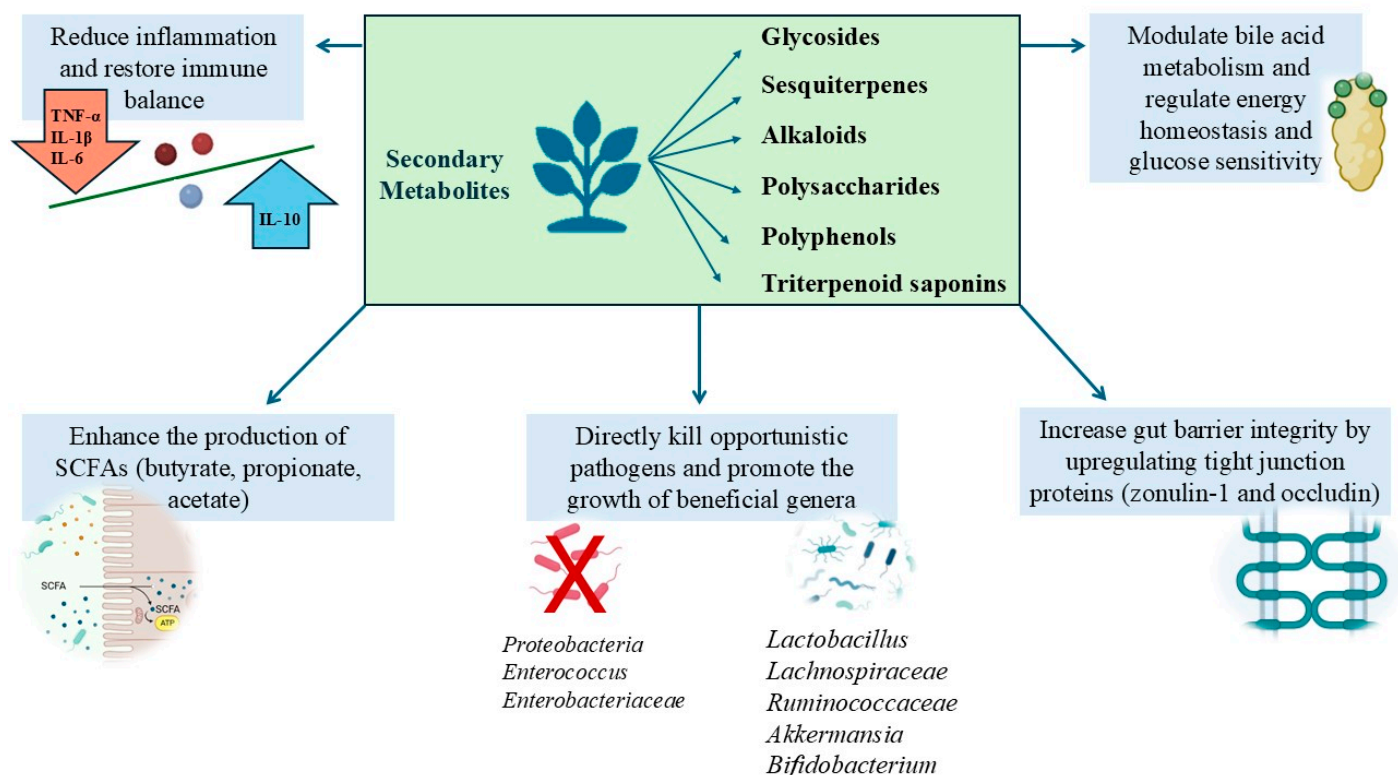 Reduce inflammation
and restore immune
balance
TNF-α
IL-1β
IL-6
IL-10
Secondary
Metabolites
Glycosides
Sesquiterpenes
Alkaloids
Polysaccharides
Polyphenols
Triterpenoid saponins
Modulate bile acid
metabolism and
regulate energy
homeostasis and
glucose sensitivity
Enhance the production of
SCFAs (butyrate, propionate,
acetate)
SCFA
SCFA
ATP
Directly kill opportunistic
pathogens and promote the
growth of beneficial genera
X
Proteobacteria
Enterococcus
Enterobacteriaceae
Lactobacillus
Lachnospiraceae
Ruminococcaceae
Akkermansia
Bifidobacterium
Increase gut barrier integrity by
upregulating tight junction
proteins (zonulin-1 and occludin)